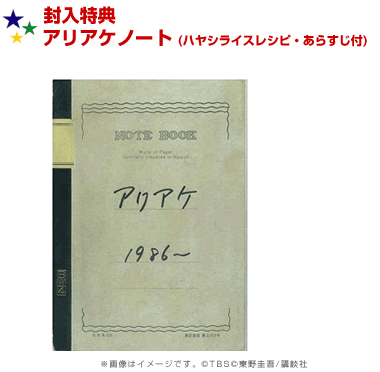 封入特典
アリアケノート (ハヤシライスレシピ・あらすじ付)
NOTE BOOK
アリアケ
1986~
※画像はイメージです。©TBS©東野圭吾/講談社